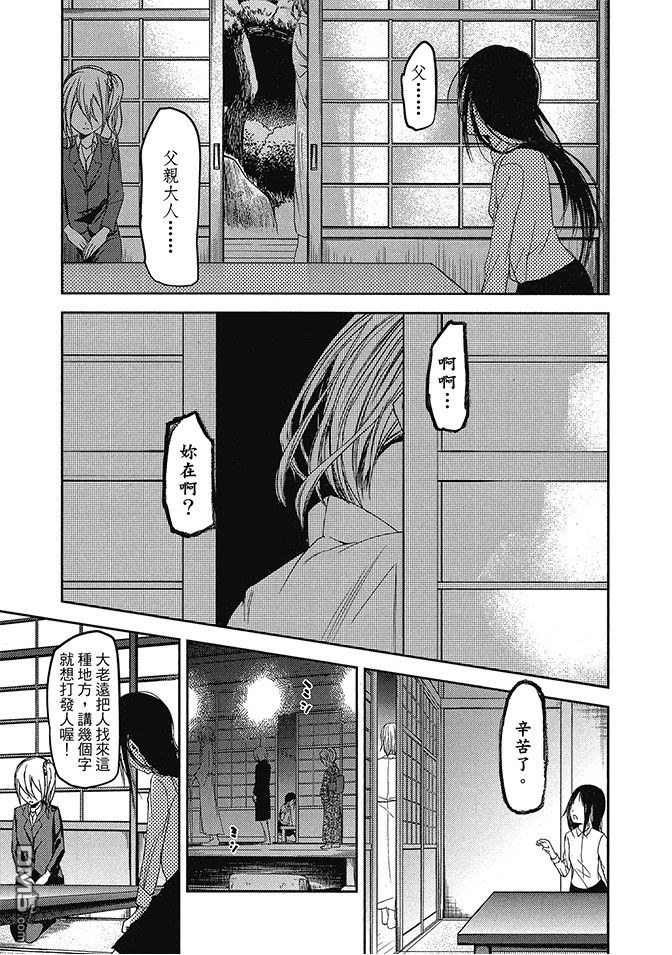 父……
父親大人……
啊啊…
妳在啊？
辛苦了。
大老遠把人找來這
種地方，講幾個字
就想打發人喔！
DM5.com